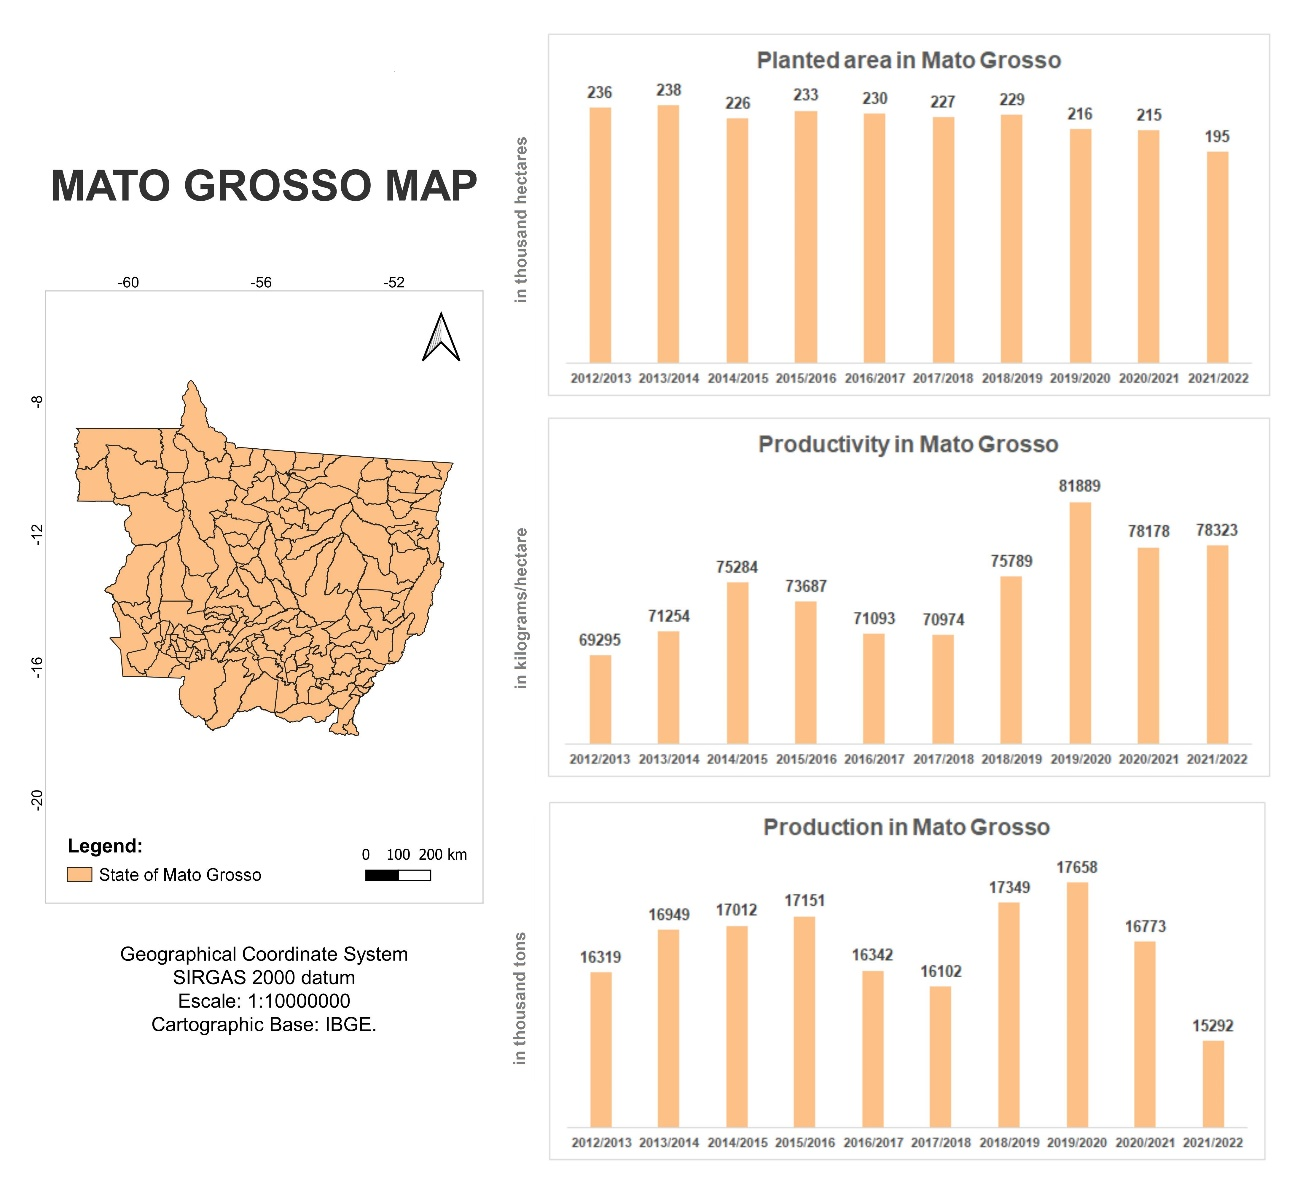 MATO GROSSO MAP
-60 -56 -52
-8
-12
-16
-20
Legend:
State of Mato Grosso
0 100 200 km
Geographical Coordinate System
SIRGAS 2000 datum
Escale: 1:10000000
Cartographic Base: IBGE.
Planted area in Mato Grosso
in thousand hectares
236 238 226 233 230 227 229 216 215 195
2012/2013 2013/2014 2014/2015 2015/2016 2016/2017 2017/2018 2018/2019 2019/2020 2020/2021 2021/2022
Productivity in Mato Grosso
in kilograms/hectare
69295 71254 75284 73687 71093 70974 75789 81889 78178 78323
2012/2013 2013/2014 2014/2015 2015/2016 2016/2017 2017/2018 2018/2019 2019/2020 2020/2021 2021/2022
Production in Mato Grosso
in thousand tons
16319 16949 17012 17151 16342 16102 17349 17658 16773 15292
2012/2013 2013/2014 2014/2015 2015/2016 2016/2017 2017/2018 2018/2019 2019/2020 2020/2021 2021/2022